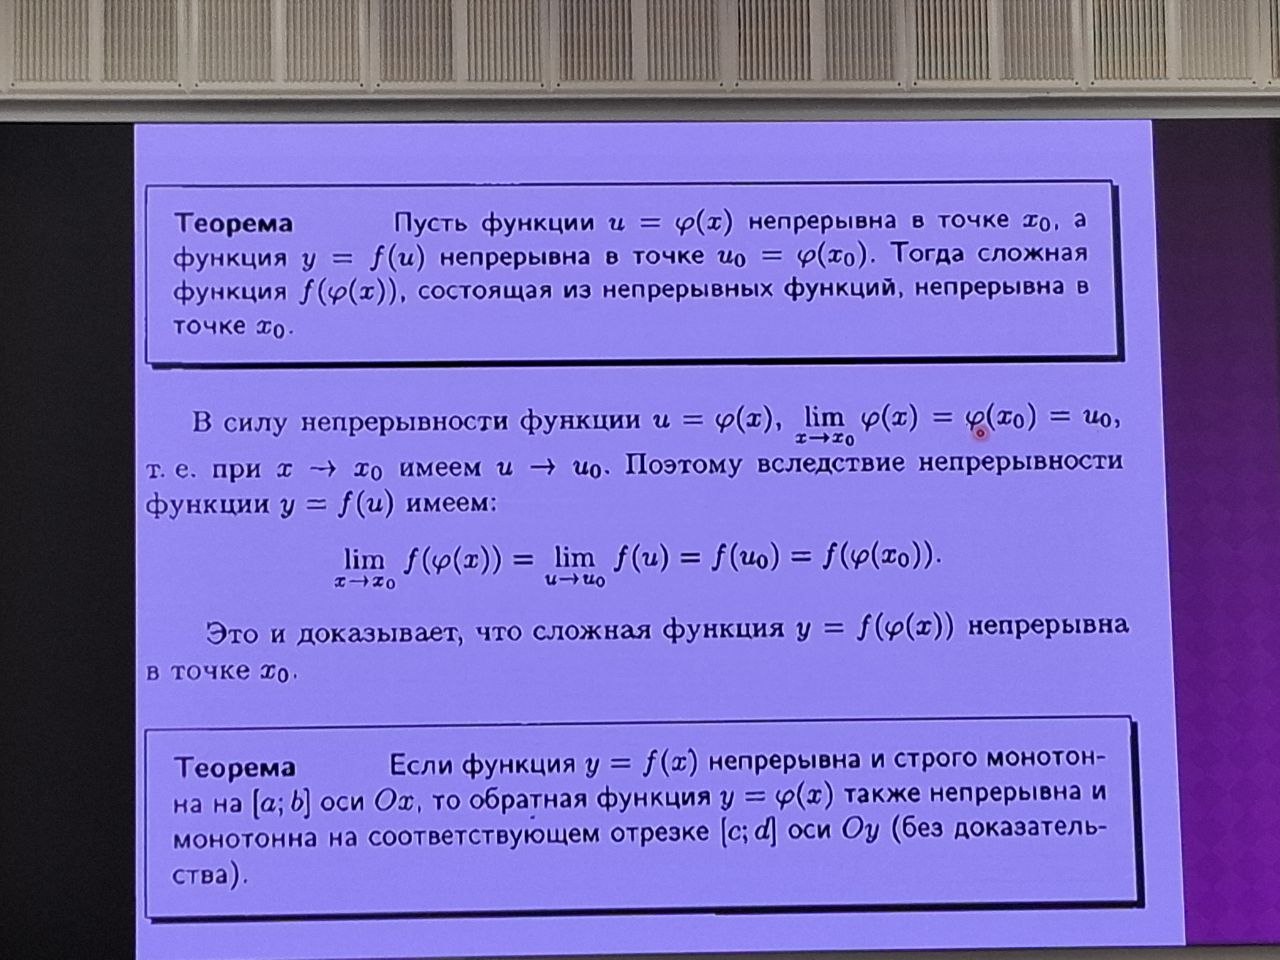 Теорема Пусть функции u = φ(x) непрерывна в точке x₀, а
функция y = f(u) непрерывна в точке u₀ = φ(x₀). Тогда сложная
функция f(φ(x)), состоящая из непрерывных функций, непрерывна в
точке x₀.
В силу непрерывности функции u = φ(x), lim φ(x) = φ(x₀) = u₀,
x→x₀
т. е. при x → x₀ имеем u → u₀. Поэтому вследствие непрерывности
функции y = f(u) имеем:
lim f(φ(x)) = lim f(u) = f(u₀) = f(φ(x₀)).
x→x₀ u→u₀
Это и доказывает, что сложная функция y = f(φ(x)) непрерывна
в точке x₀.
Теорема Если функция y = f(x) непрерывна и строго монотон-
на на [a; b] оси Ox, то обратная функция y = φ(x) также непрерывна и
монотонна на соответствующем отрезке [c; d] оси Oy (без доказатель-
ства).